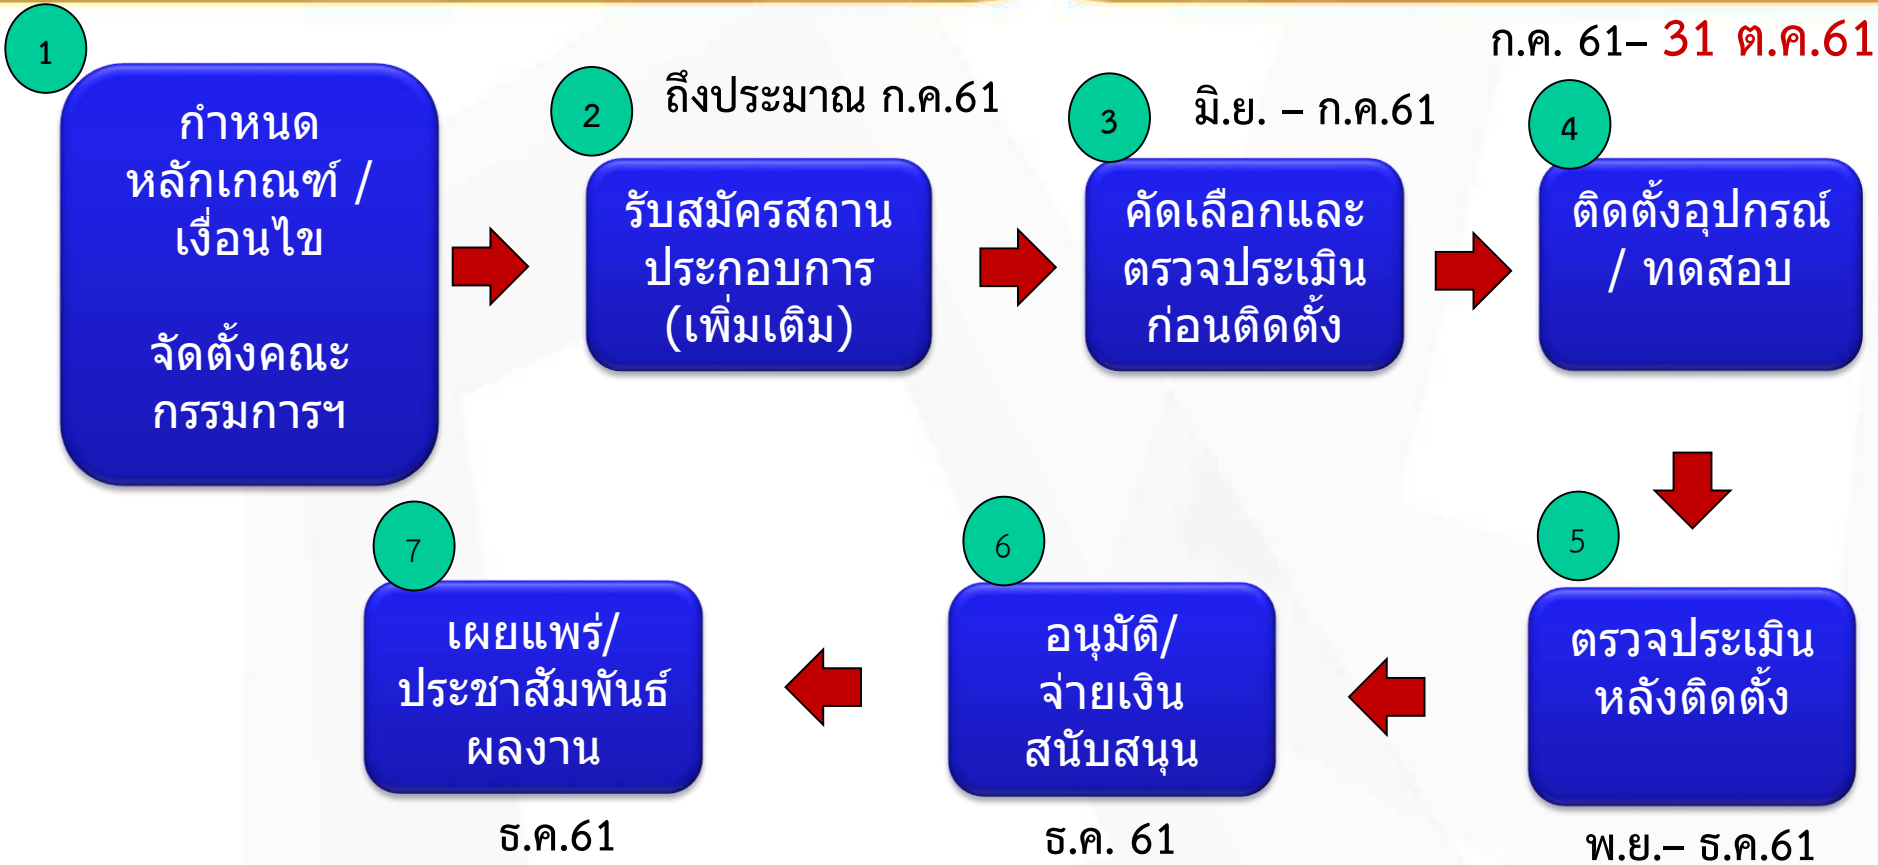 1
กำหนด
หลักเกณฑ์ /
เงื่อนไข
จัดตั้งคณะ
กรรมการฯ
2
ถึงประมาณ ก.ค.61
รับสมัครสถาน
ประกอบการ
(เพิ่มเติม)
3
มิ.ย. – ก.ค.61
คัดเลือกและ
ตรวจประเมิน
ก่อนติดตั้ง
ก.ค. 61– 31 ต.ค.61
4
ติดตั้งอุปกรณ์
/ ทดสอบ
5
ตรวจประเมิน
หลังติดตั้ง
พ.ย.– ธ.ค.61
6
อนุมัติ/
จ่ายเงิน
สนับสนุน
ธ.ค. 61
7
เผยแพร่/
ประชาสัมพันธ์
ผลงาน
ธ.ค.61